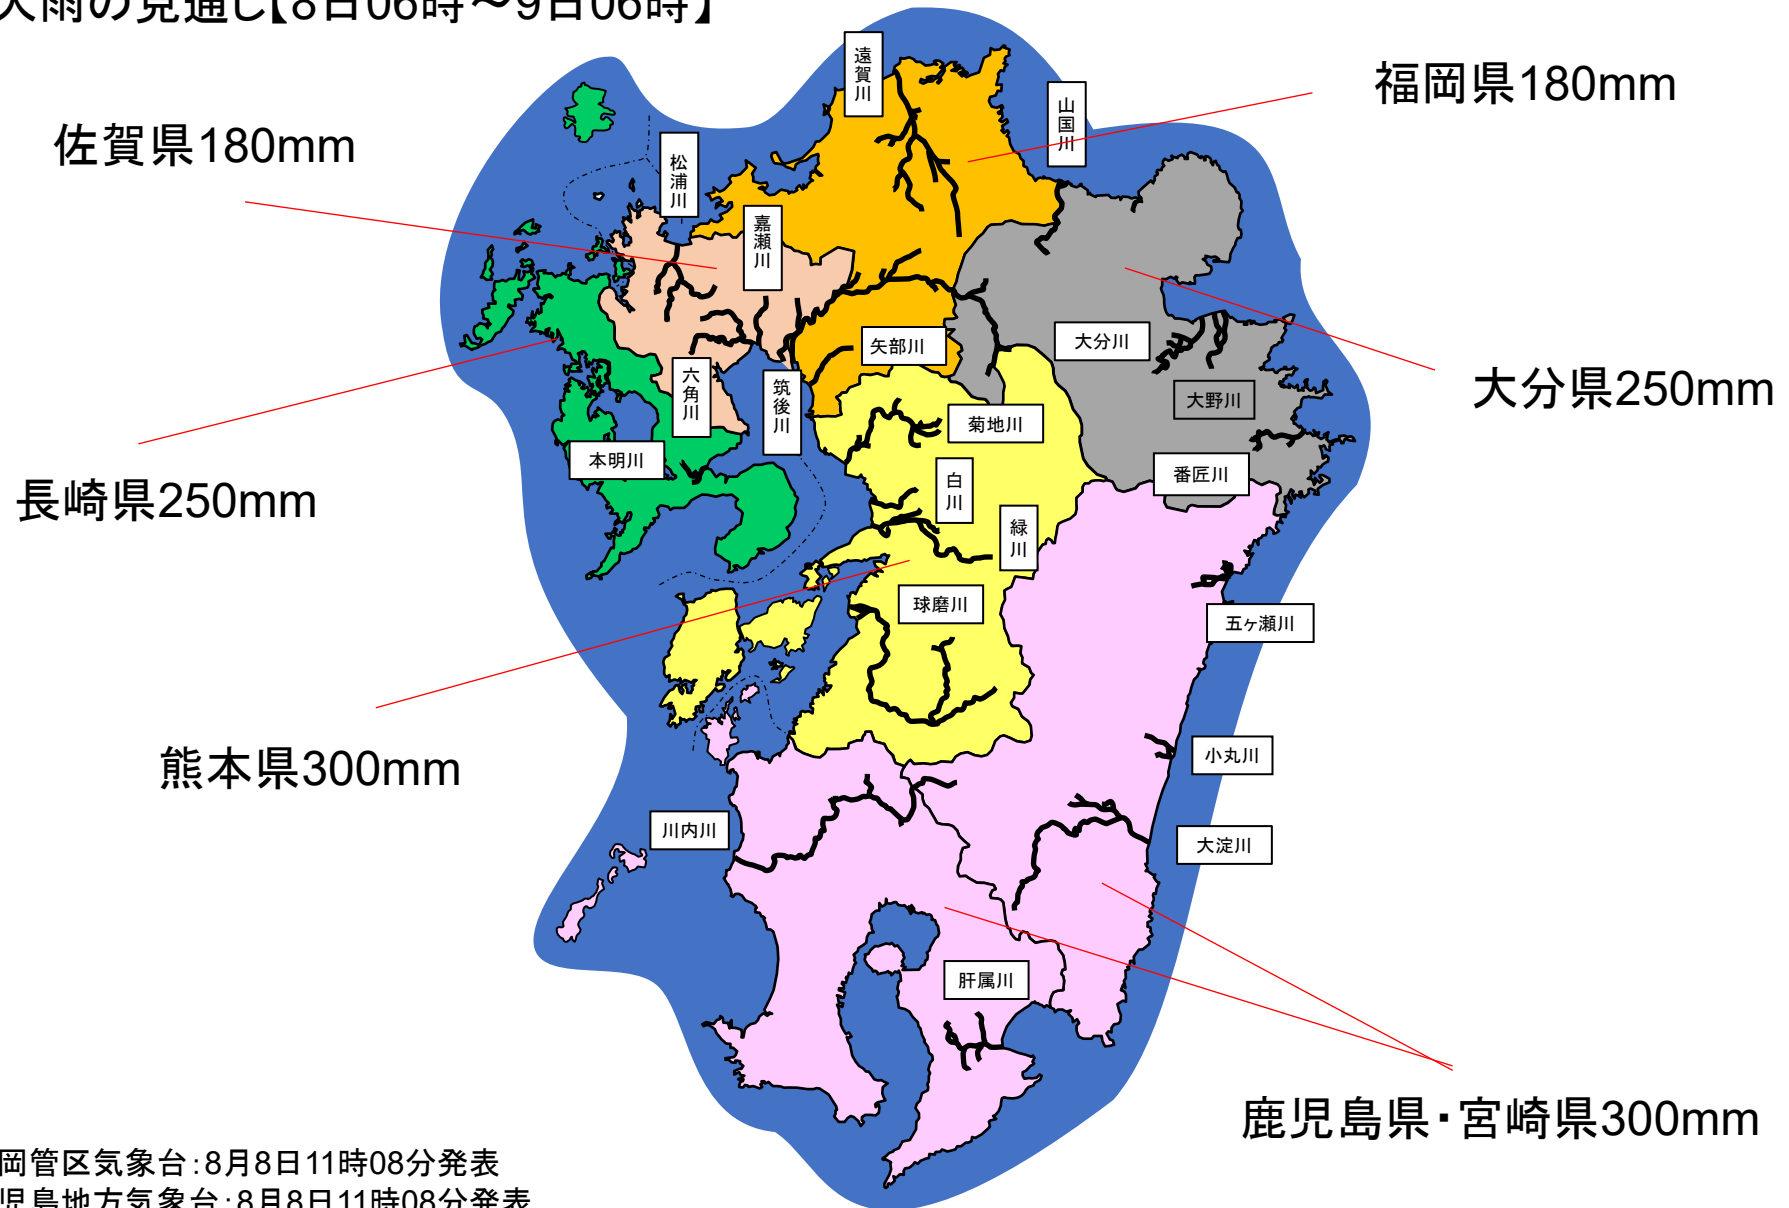 大雨の見通し【8日06時～9日06時】
遠賀川
福岡県180mm
山国川
佐賀県180mm
松浦川
嘉瀬川
大分川
矢部川
大分県250mm
六角川
筑後川
大野川
菊地川
本明川
番匠川
長崎県250mm
白川
緑川
球磨川
五ヶ瀬川
小丸川
熊本県300mm
川内川
大淀川
肝属川
鹿児島県・宮崎県300mm
岡管区気象台：8月8日11時08分発表
児島地方気象台：8月8日11時08分発表